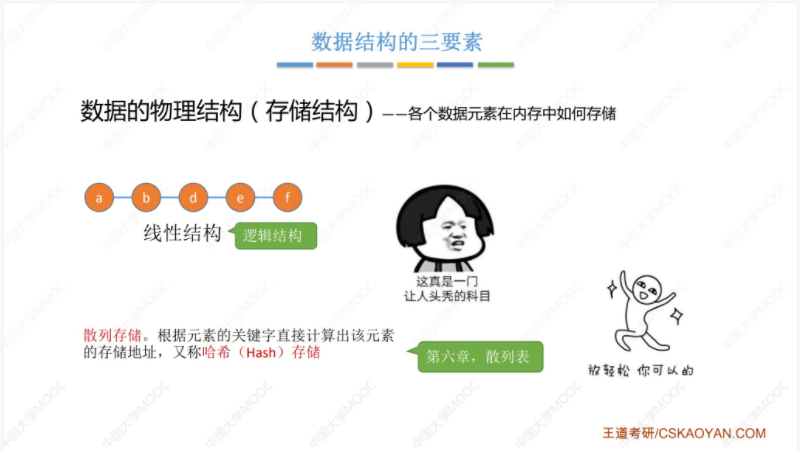 数据结构的三要素
数据的物理结构（存储结构）——各个数据元素在内存中如何存储
a b d e f
线性结构 逻辑结构
这真是一门
让人头秃的科目
散列存储。根据元素的关键字直接计算出该元素
的存储地址，又称哈希（Hash）存储
第六章，散列表
放轻松 你可以的
王道考研/CSKAOYAN.COM
中国大学MOOC